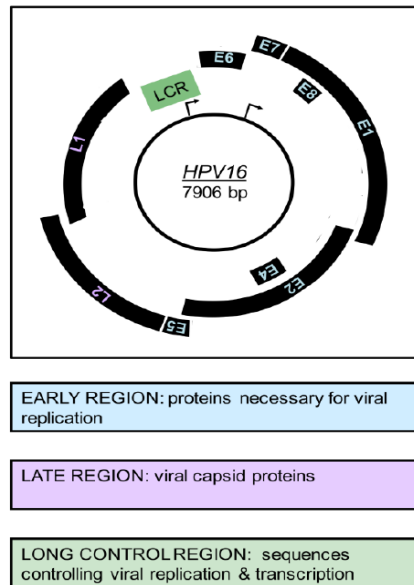 E6
E7
LCR
E8
E1
L1
HPV16
7906 bp
E4
E2
L2
E5
EARLY REGION: proteins necessary for viral
replication
LATE REGION: viral capsid proteins
LONG CONTROL REGION: sequences
controlling viral replication & transcription